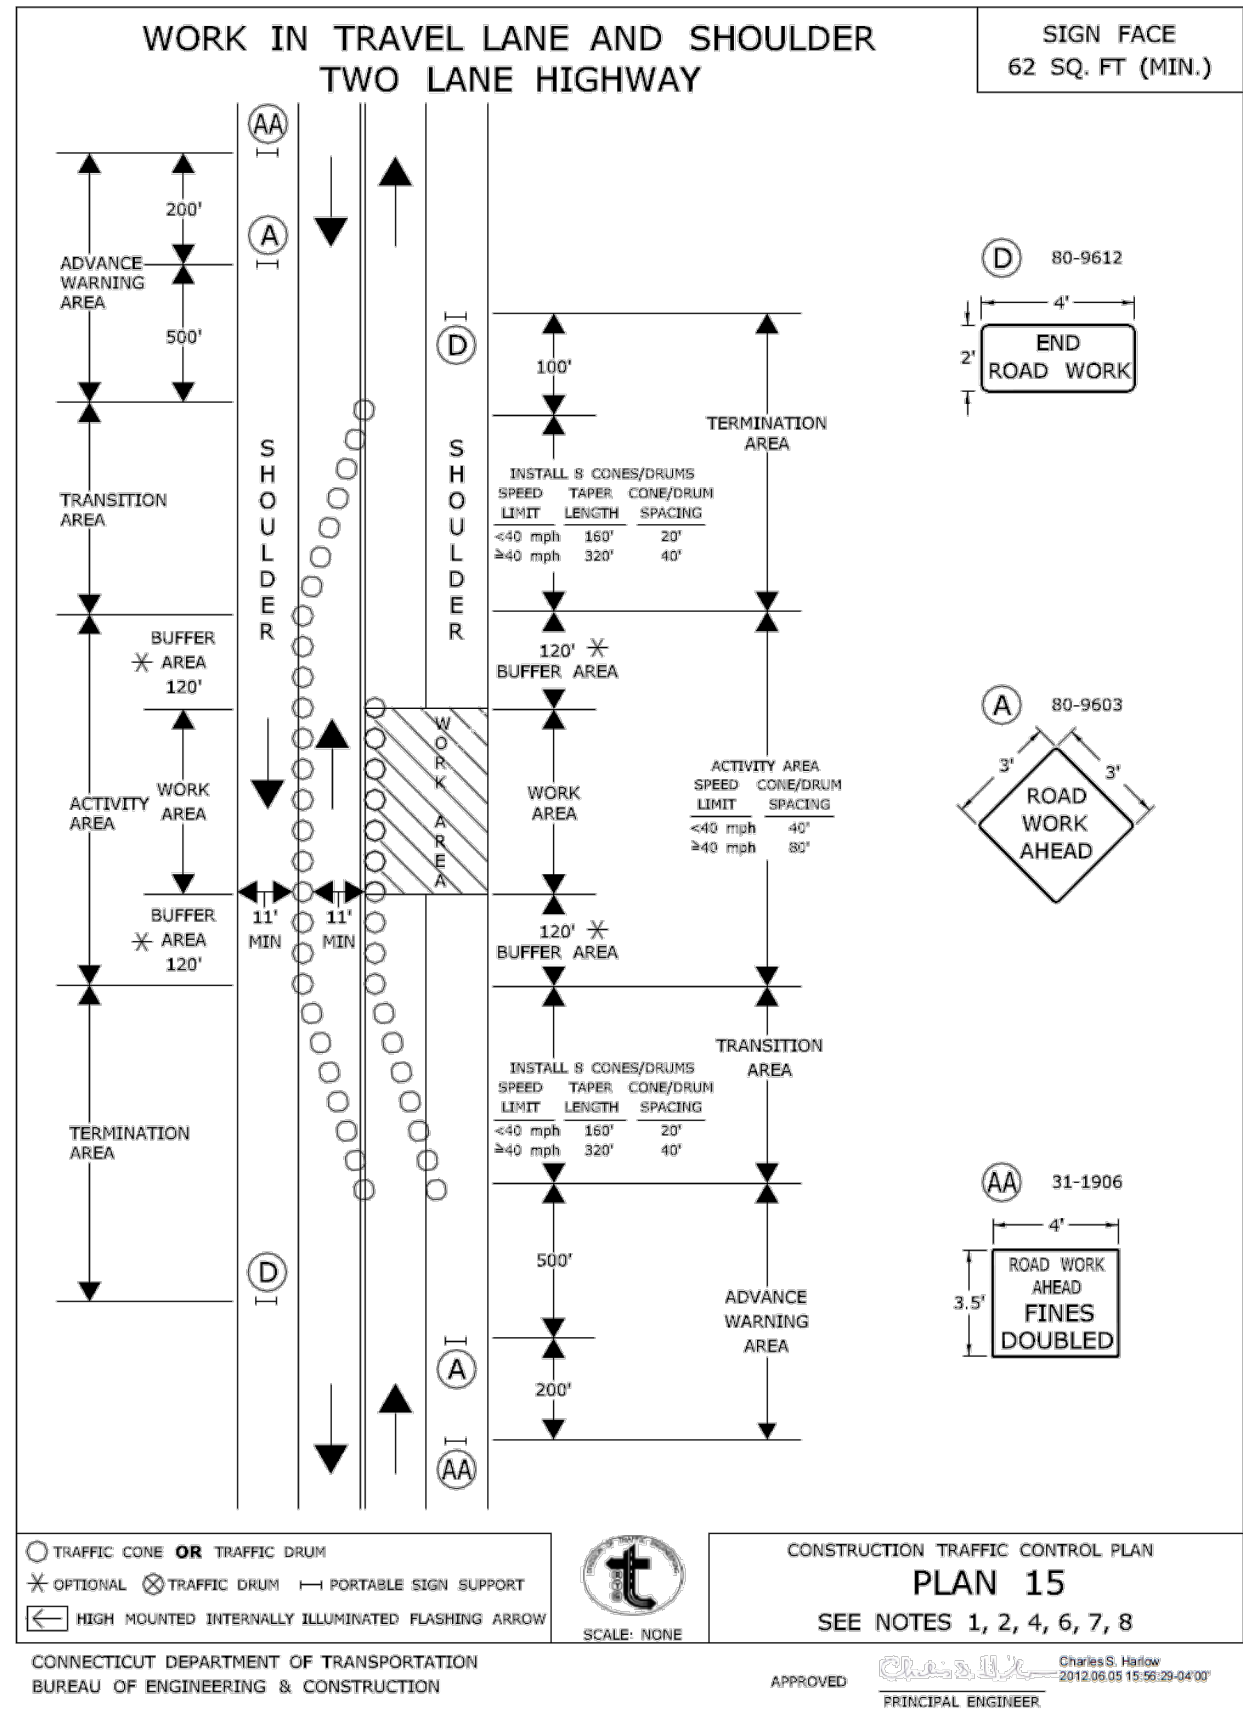 WORK IN TRAVEL LANE AND SHOULDER
TWO LANE HIGHWAY
SIGN FACE
62 SQ. FT (MIN.)
AA
200'
A
ADVANCE
WARNING
AREA
500'
D
100'
TERMINATION
AREA
SHOULDER
SHOULDER
TRANSITION
AREA
INSTALL 8 CONES/DRUMS
SPEED TAPER CONE/DRUM
LIMIT LENGTH SPACING
<40 mph 160' 20'
≥40 mph 320' 40'
BUFFER
* AREA
120'
120' *
BUFFER AREA
WORK AREA
ACTIVITY
AREA
WORK
AREA
WORK
AREA
ACTIVITY AREA
SPEED CONE/DRUM
LIMIT SPACING
<40 mph 40'
≥40 mph 80'
11'
MIN
11'
MIN
BUFFER
* AREA
120'
120' *
BUFFER AREA
TRANSITION
AREA
INSTALL 8 CONES/DRUMS
SPEED TAPER CONE/DRUM
LIMIT LENGTH SPACING
<40 mph 160' 20'
≥40 mph 320' 40'
TERMINATION
AREA
D
500'
ADVANCE
WARNING
AREA
A
200'
AA
D 80-9612
4'
2'
END
ROAD WORK
A 80-9603
3'
3'
ROAD
WORK
AHEAD
AA 31-1906
4'
3.5'
ROAD WORK
AHEAD
FINES
DOUBLED
TRAFFIC CONE OR TRAFFIC DRUM
* OPTIONAL TRAFFIC DRUM PORTABLE SIGN SUPPORT
HIGH MOUNTED INTERNALLY ILLUMINATED FLASHING ARROW
DIVISION OF TRAFFIC ENGINEERING
t
SCALE: NONE
CONSTRUCTION TRAFFIC CONTROL PLAN
PLAN 15
SEE NOTES 1, 2, 4, 6, 7, 8
CONNECTICUT DEPARTMENT OF TRANSPORTATION
BUREAU OF ENGINEERING & CONSTRUCTION
APPROVED
Charles S. Harlow
2012.06.05 15:56:29-04'00'
PRINCIPAL ENGINEER